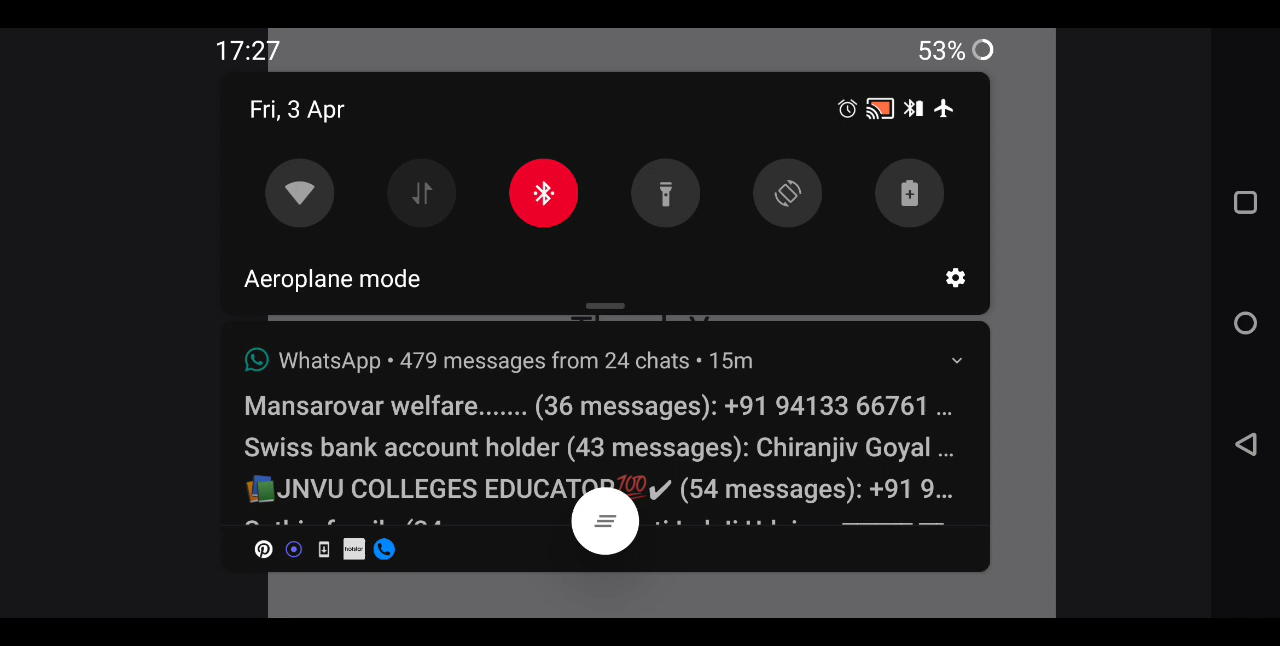 17:27
53%
Fri, 3 Apr
Aeroplane mode
WhatsApp • 479 messages from 24 chats • 15m
Mansarovar welfare....... (36 messages): +91 94133 66761 ...
Swiss bank account holder (43 messages): Chiranjiv Goyal ...
📚JNVU COLLEGES EDUCATOR💯✔ (54 messages): +91 9...
hotstar